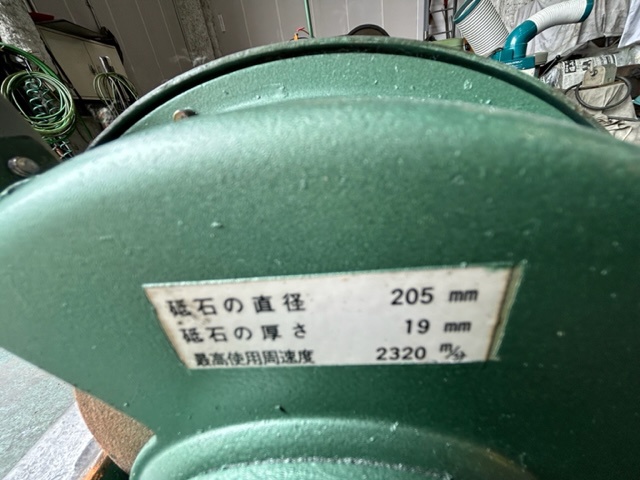 砥石の直径 205 mm
砥石の厚さ 19 mm
最高使用周速度 2320 m/分